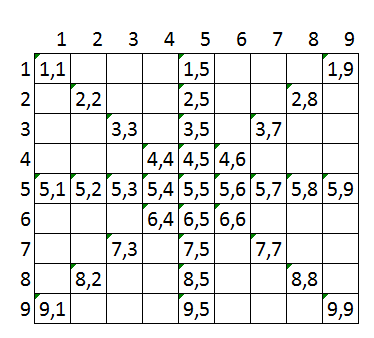 1 2 3 4 5 6 7 8 9
1 1,1 1,5 1,9
2 2,2 2,5 2,8
3 3,3 3,5 3,7
4 4,4 4,5 4,6
5 5,1 5,2 5,3 5,4 5,5 5,6 5,7 5,8 5,9
6 6,4 6,5 6,6
7 7,3 7,5 7,7
8 8,2 8,5 8,8
9 9,1 9,5 9,9